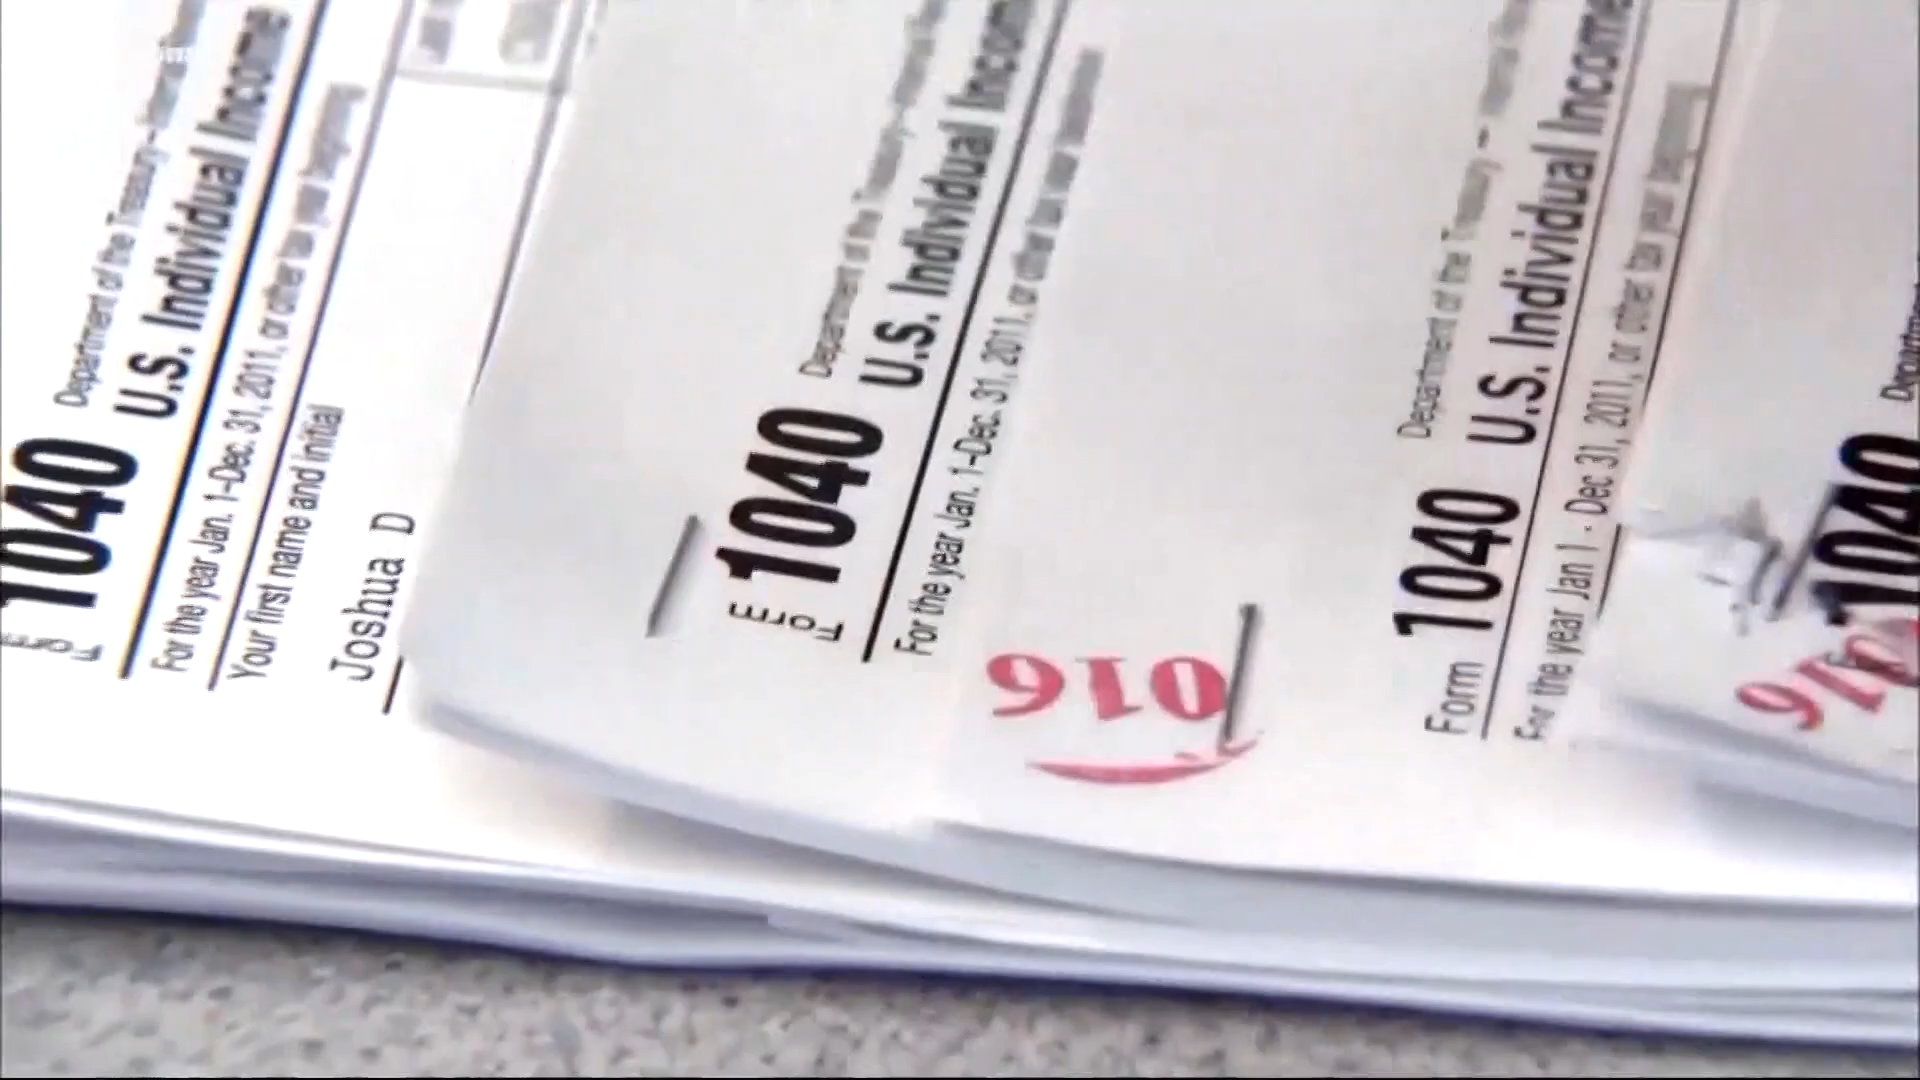 Department of the Treasury–
1040 U.S. Individual Income
For the year Jan. 1–Dec. 31, 2011, or other tax year beginning
Your first name and initial
Joshua D
Department of the Treasury–
1040 U.S. Individual Income
For the year Jan. 1–Dec. 31, 2011, or other tax year beginning
016
Department of the Treasury –
Form 1040 U.S. Individual Income
For the year Jan 1 - Dec 31, 2011, or other tax year beginning
Department
1040
016